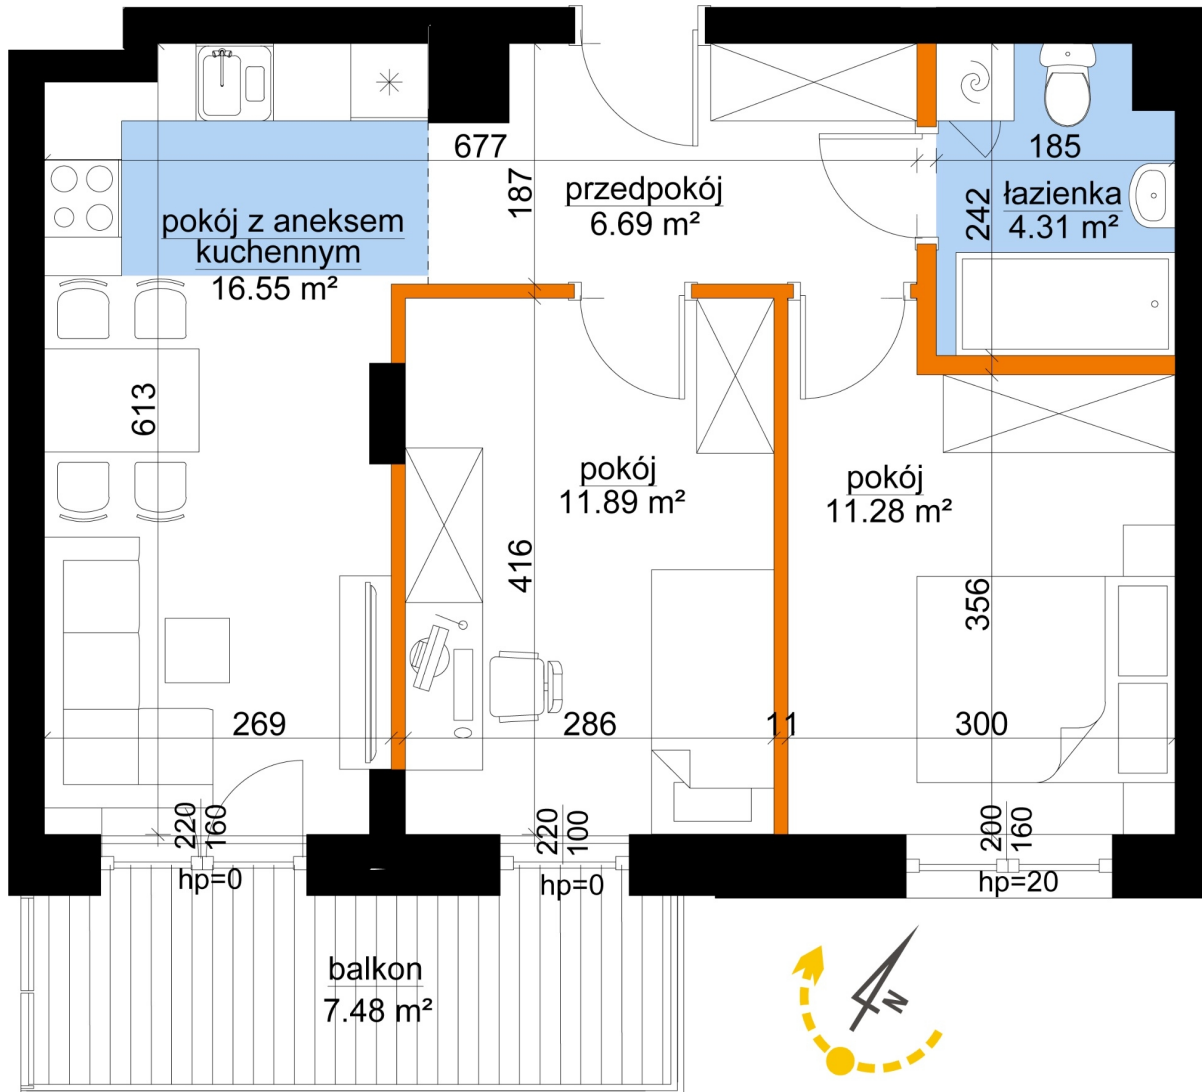 677
187
przedpokój
6.69 m²
185
242
łazienka
4.31 m²
pokój z aneksem
kuchennym
16.55 m²
613
pokój
11.89 m²
pokój
11.28 m²
416
356
269
286
11
300
220
160
hp=0
220
100
hp=0
200
160
hp=20
balkon
7.48 m²
N